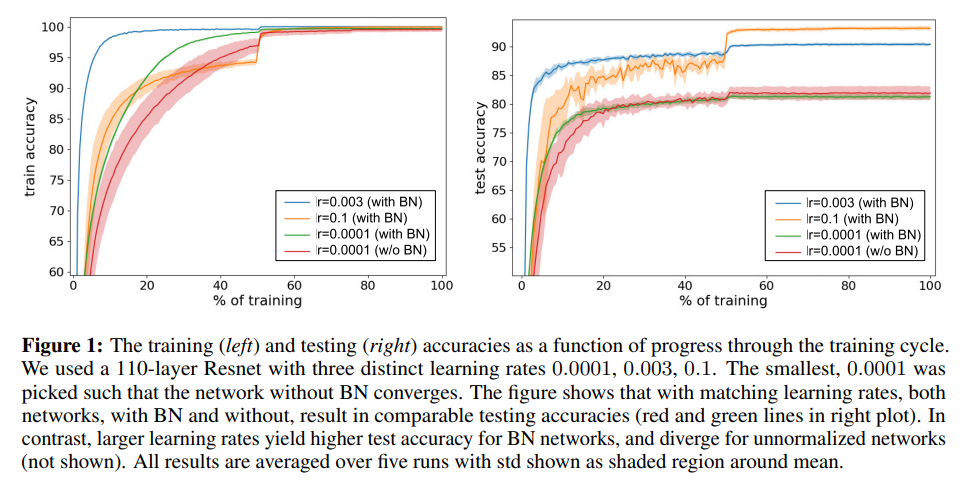 100
95
90
85
80
75
70
65
60
train accuracy
0
20
40
60
80
100
% of training
lr=0.003 (with BN)
lr=0.1 (with BN)
lr=0.0001 (with BN)
lr=0.0001 (w/o BN)
90
85
80
75
70
65
60
55
test accuracy
0
20
40
60
80
100
% of training
lr=0.003 (with BN)
lr=0.1 (with BN)
lr=0.0001 (with BN)
lr=0.0001 (w/o BN)
Figure 1: The training (left) and testing (right) accuracies as a function of progress through the training cycle.
We used a 110-layer Resnet with three distinct learning rates 0.0001, 0.003, 0.1. The smallest, 0.0001 was
picked such that the network without BN converges. The figure shows that with matching learning rates, both
networks, with BN and without, result in comparable testing accuracies (red and green lines in right plot). In
contrast, larger learning rates yield higher test accuracy for BN networks, and diverge for unnormalized networks
(not shown). All results are averaged over five runs with std shown as shaded region around mean.